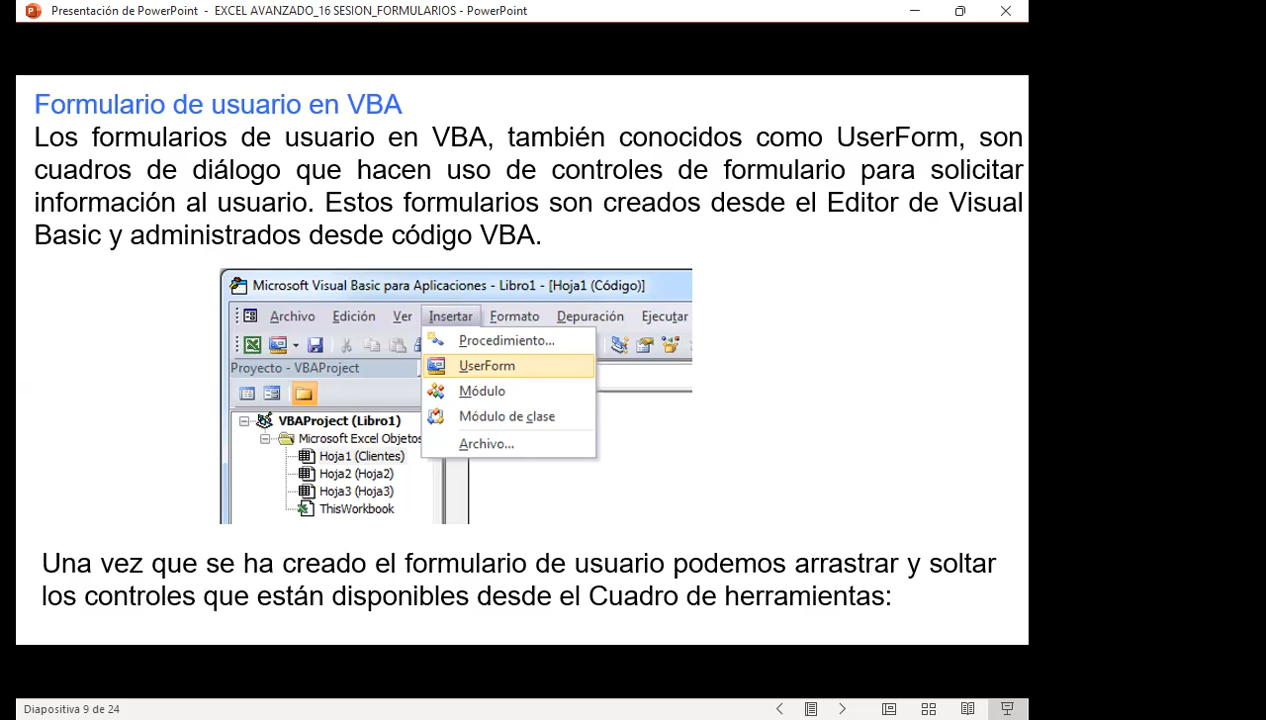 Presentación de PowerPoint - EXCEL AVANZADO_16 SESION_FORMULARIOS - PowerPoint
Formulario de usuario en VBA
Los formularios de usuario en VBA, también conocidos como UserForm, son
cuadros de diálogo que hacen uso de controles de formulario para solicitar
información al usuario. Estos formularios son creados desde el Editor de Visual
Basic y administrados desde código VBA.
Microsoft Visual Basic para Aplicaciones - Libro1 - [Hoja1 (Código)]
Archivo Edición Ver Insertar Formato Depuración Ejecutar
Procedimiento...
Proyecto - VBAProject
UserForm
Módulo
Módulo de clase
Archivo...
VBAProject (Libro1)
Microsoft Excel Objetos
Hoja1 (Clientes)
Hoja2 (Hoja2)
Hoja3 (Hoja3)
ThisWorkbook
Una vez que se ha creado el formulario de usuario podemos arrastrar y soltar
los controles que están disponibles desde el Cuadro de herramientas:
Diapositiva 9 de 24